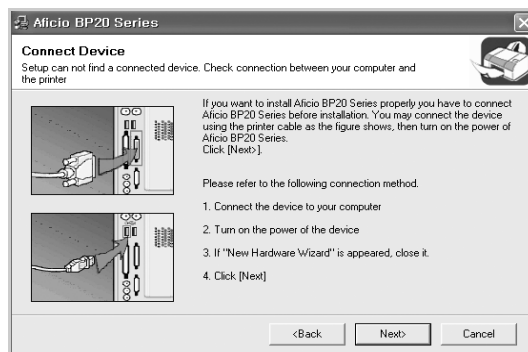 Aficio BP20 Series
Connect Device
Setup can not find a connected device. Check connection between your computer and
the printer
If you want to install Aficio BP20 Series properly you have to connect
Aficio BP20 Series before installation. You may connect the device
using the printer cable as the figure shows, then turn on the power of
Aficio BP20 Series.
Click [Next>].
Please refer to the following connection method.
1. Connect the device to your computer
2. Turn on the power of the device
3. If "New Hardware Wizard" is appeared, close it.
4. Click [Next]
<Back
Next>
Cancel